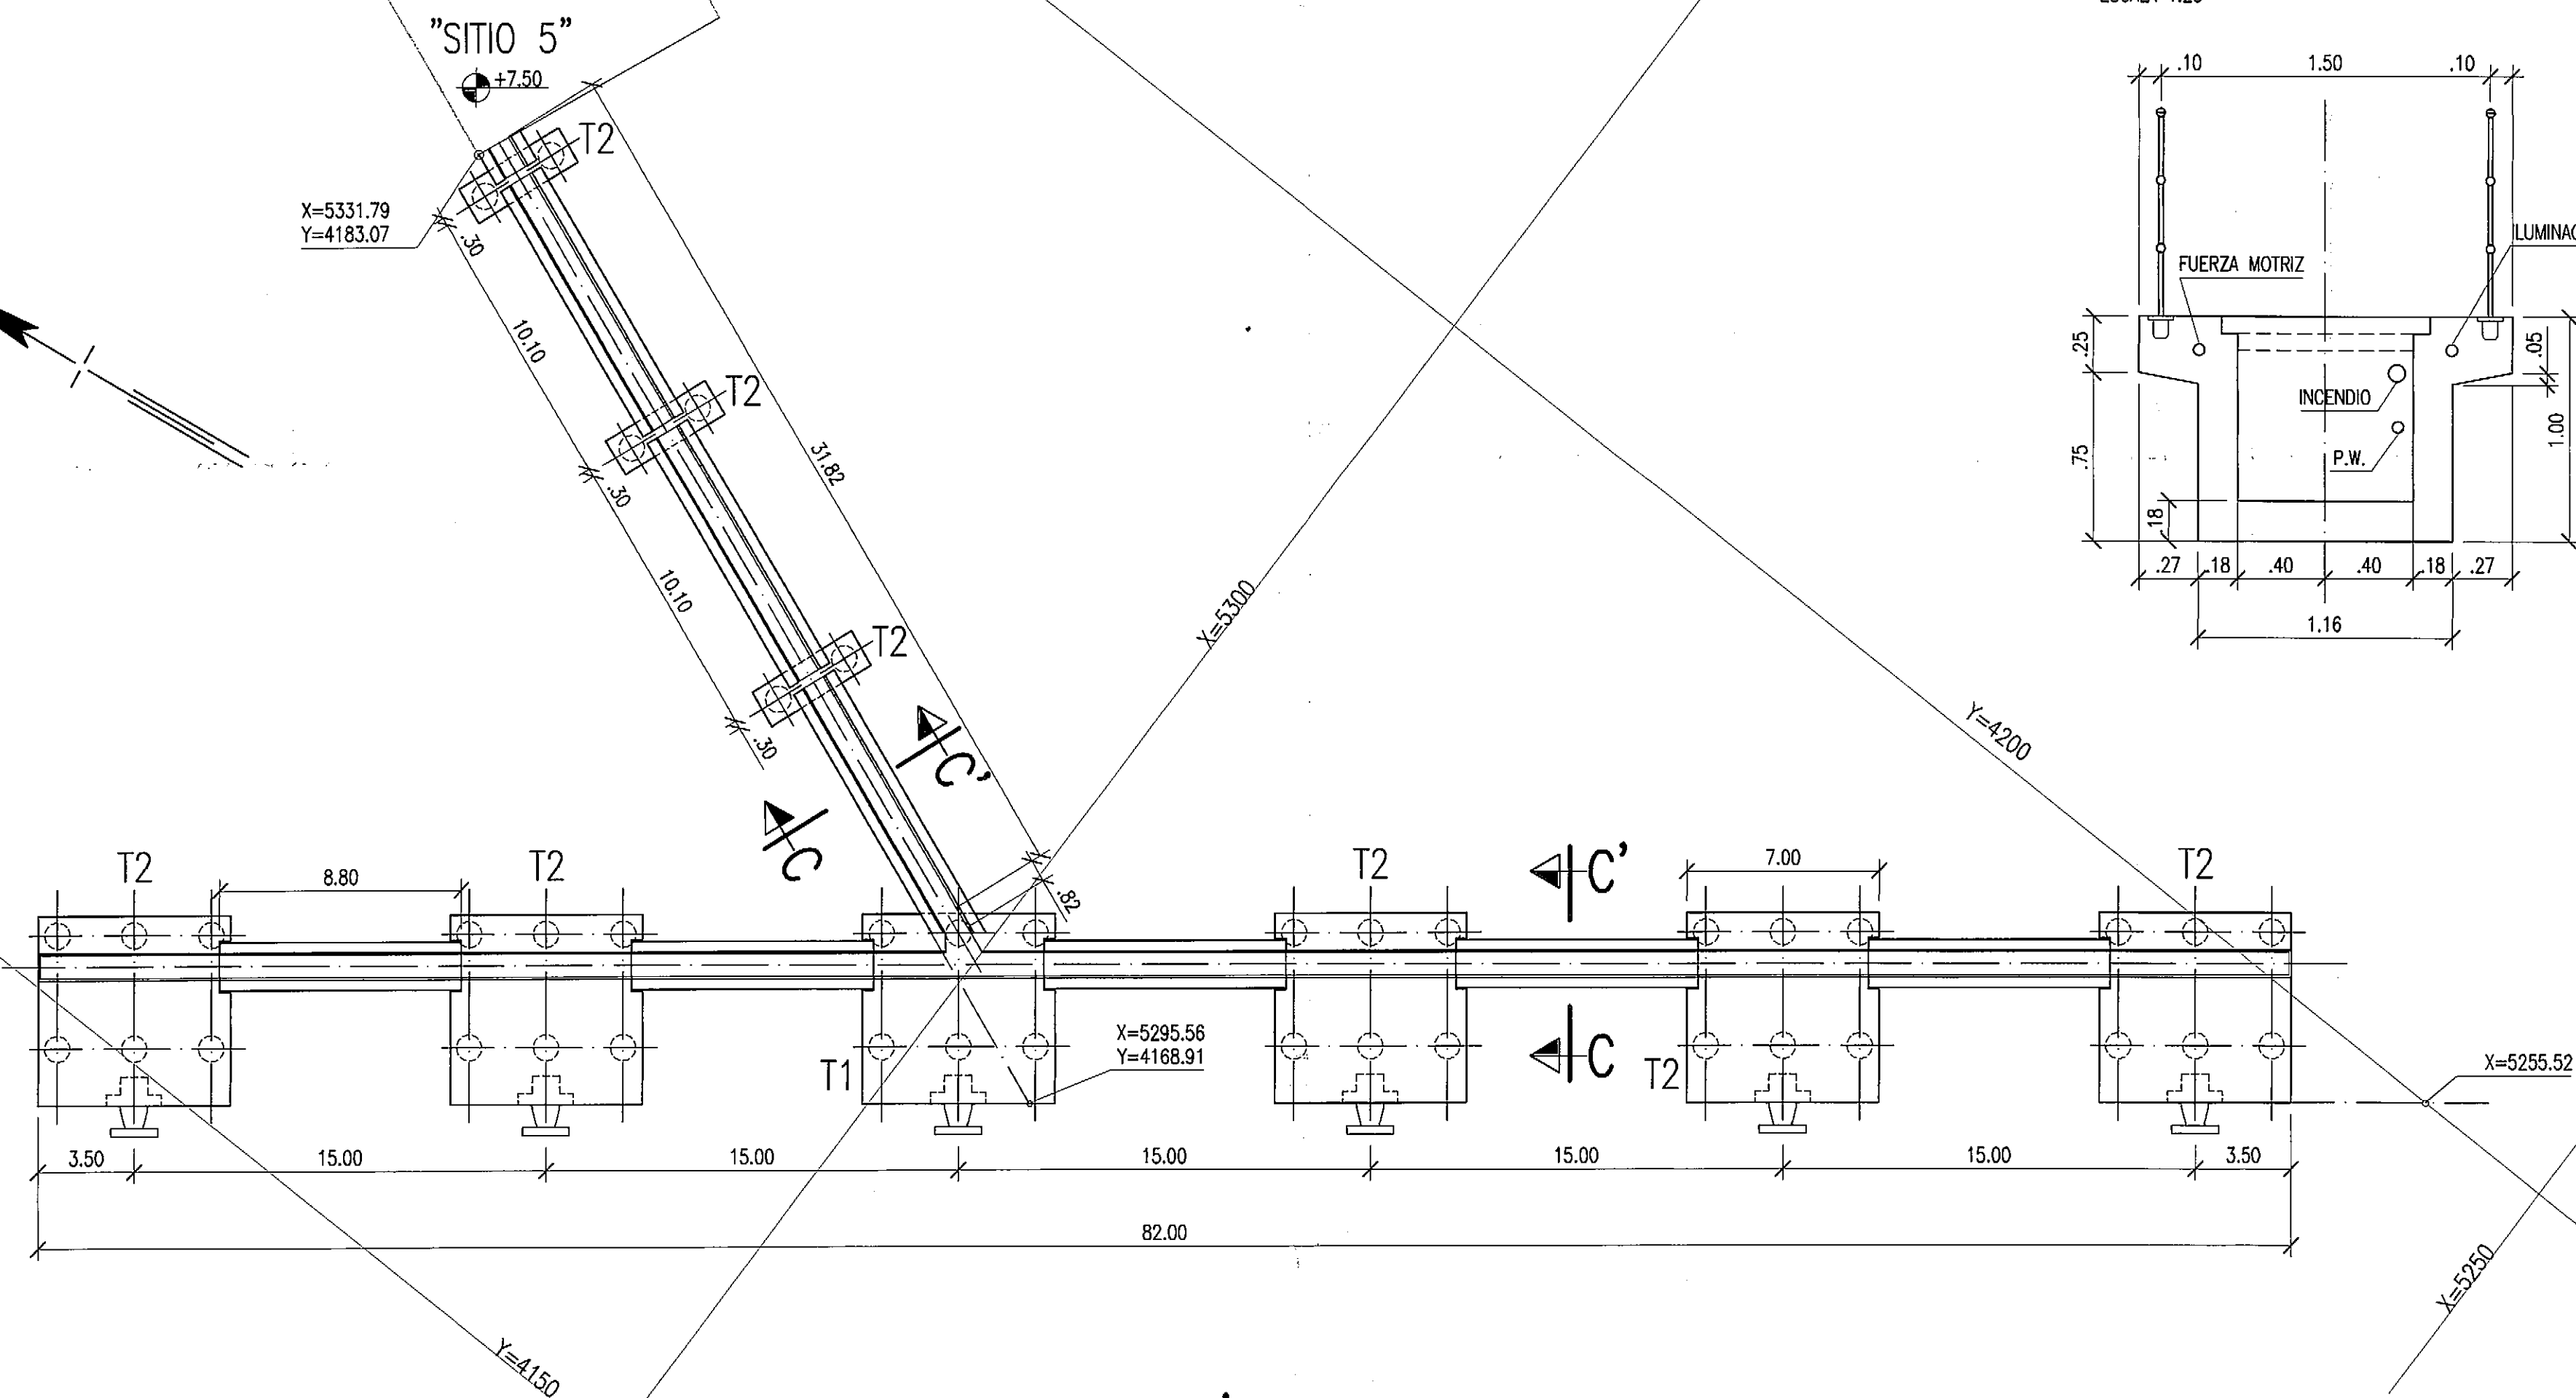 "SITIO 5"
+7.50
T2
X=5331.79
Y=4183.07
.30
10.10
T2
.30
31.82
10.10
T2
.30
C'
C
.82
X=5300
Y=4200
T2
8.80
T2
T2
C'
7.00
T2
T1
X=5295.56
Y=4168.91
C
T2
X=5255.52
3.50
15.00
15.00
15.00
15.00
15.00
3.50
82.00
Y=4150
X=5250
.10
1.50
.10
FUERZA MOTRIZ
.25
.05
INCENDIO
1.00
.75
P.W.
.18
.27
.18
.40
.40
.18
.27
1.16